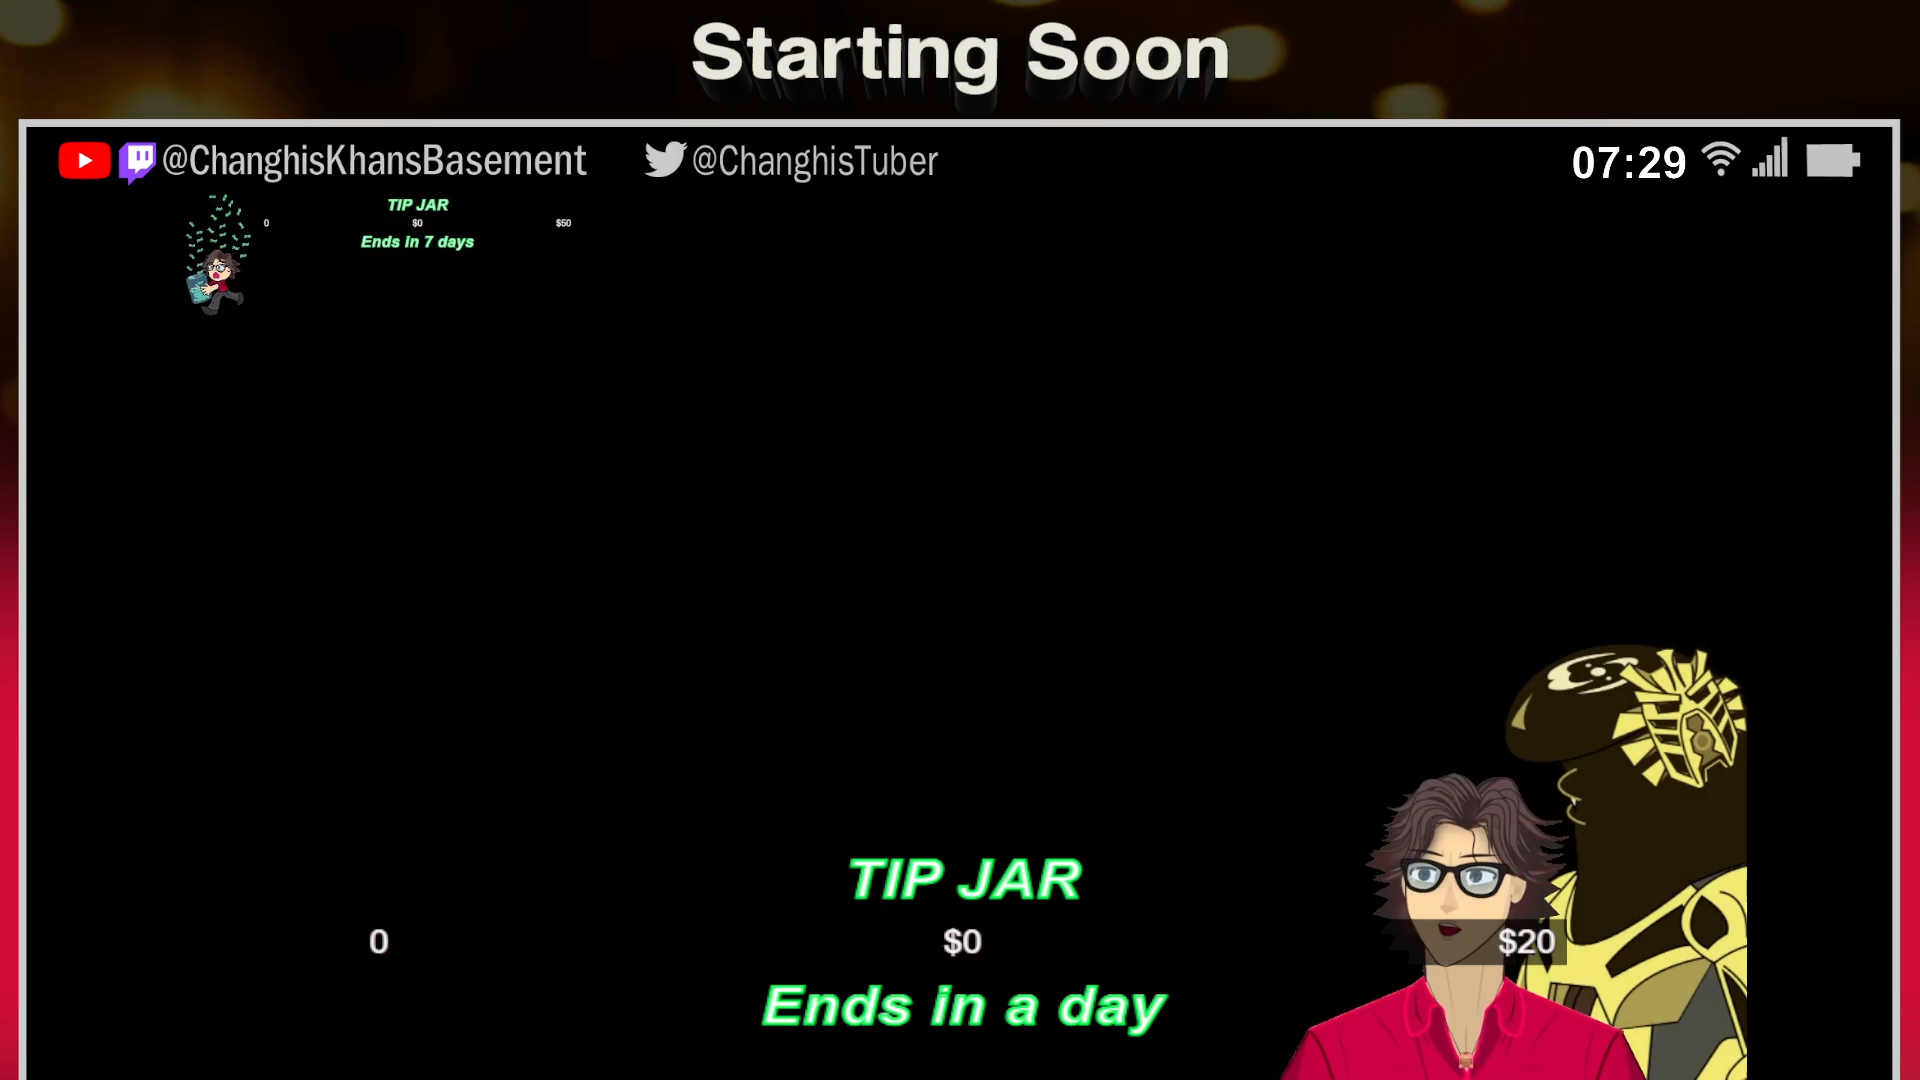 Starting Soon
@ChanghisKhansBasement @ChanghisTuber 07:29
TIP JAR
0 $0 $50
Ends in 7 days
TIP JAR
0 $0 $20
Ends in a day